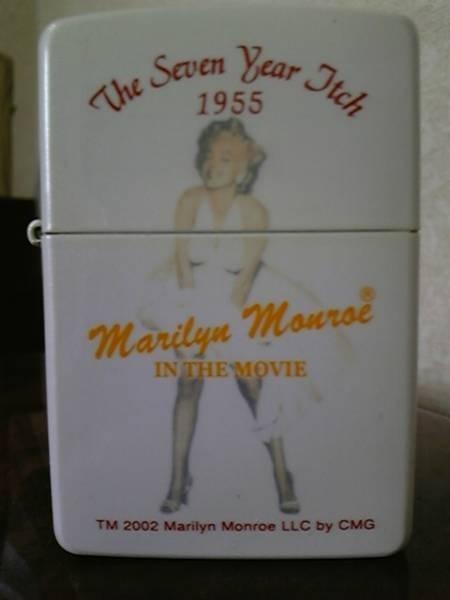 The Seven Year Itch
1955
Marilyn Monroe®
IN THE MOVIE
TM 2002 Marilyn Monroe LLC by CMG